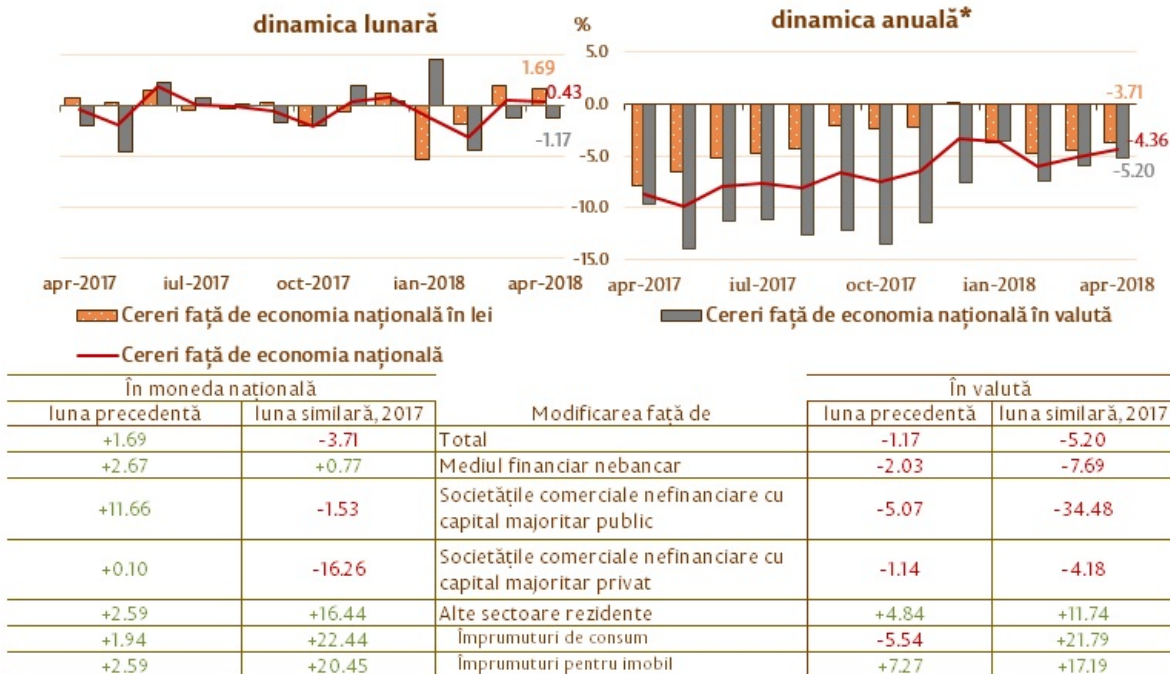 dinamica lunară
%
dinamica anuală*
5.0
0.0
-5.0
-10.0
-15.0
1.69
0.43
-1.17
-3.71
-4.36
-5.20
apr-2017 iul-2017 oct-2017 ian-2018 apr-2018
apr-2017 iul-2017 oct-2017 ian-2018 apr-2018
Cereri față de economia națională în lei
Cereri față de economia națională în valută
Cereri față de economia națională
În moneda națională În valută
luna precedentă luna similară, 2017 Modificarea față de luna precedentă luna similară, 2017
+1.69 -3.71 Total -1.17 -5.20
+2.67 +0.77 Mediul financiar nebancar -2.03 -7.69
+11.66 -1.53 Societățile comerciale nefinanciare cu
capital majoritar public -5.07 -34.48
+0.10 -16.26 Societățile comerciale nefinanciare cu
capital majoritar privat -1.14 -4.18
+2.59 +16.44 Alte sectoare rezidente +4.84 +11.74
+1.94 +22.44 Împrumuturi de consum -5.54 +21.79
+2.59 +20.45 Împrumuturi pentru imobil +7.27 +17.19